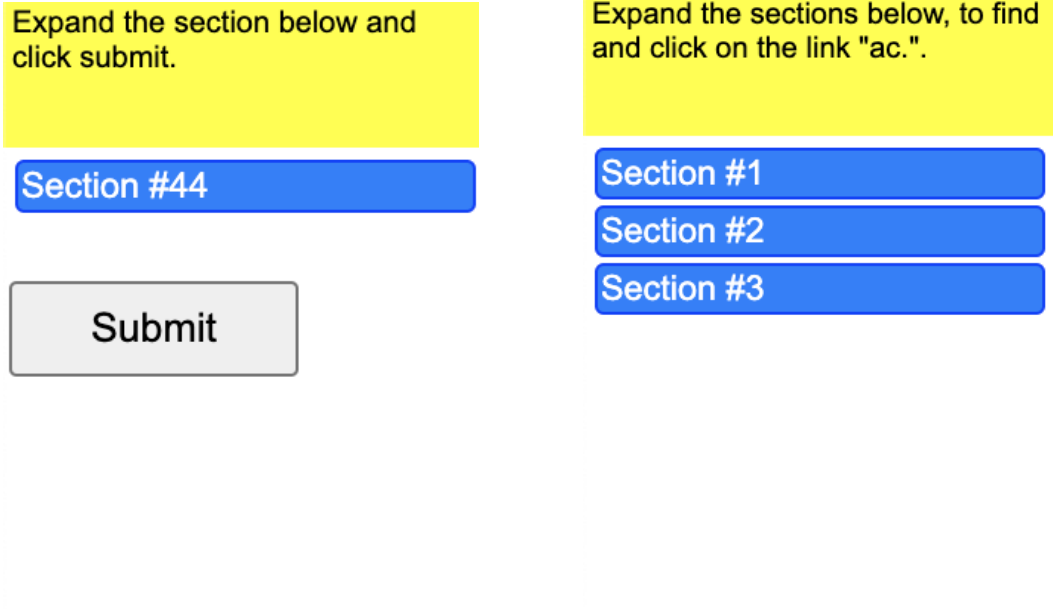 Expand the section below and
click submit.
Section #44
Submit
Expand the sections below, to find
and click on the link "ac.".
Section #1
Section #2
Section #3